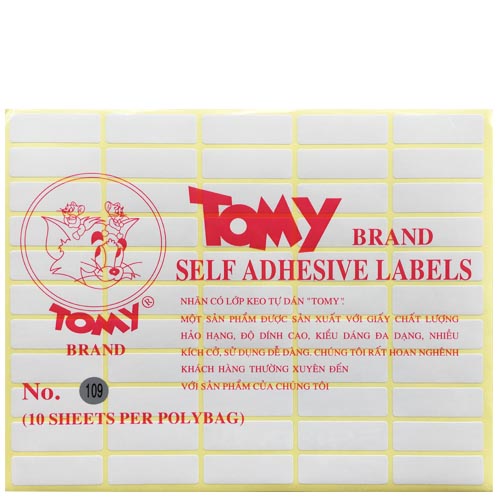 TOMY BRAND
SELF ADHESIVE LABELS
NHÃN CÓ LỚP KEO TỰ DÁN "TOMY".
MỘT SẢN PHẨM ĐƯỢC SẢN XUẤT VỚI GIẤY CHẤT LƯỢNG
HẢO HẠNG, ĐỘ DÍNH CAO, KIỂU DÁNG ĐA DẠNG, NHIỀU
KÍCH CỠ, SỬ DỤNG DỄ DÀNG. CHÚNG TÔI RẤT HOAN NGHÊNH
KHÁCH HÀNG THƯỜNG XUYÊN ĐẾN
VỚI SẢN PHẨM CỦA CHÚNG TÔI
TOMY®
BRAND
No. 109
(10 SHEETS PER POLYBAG)